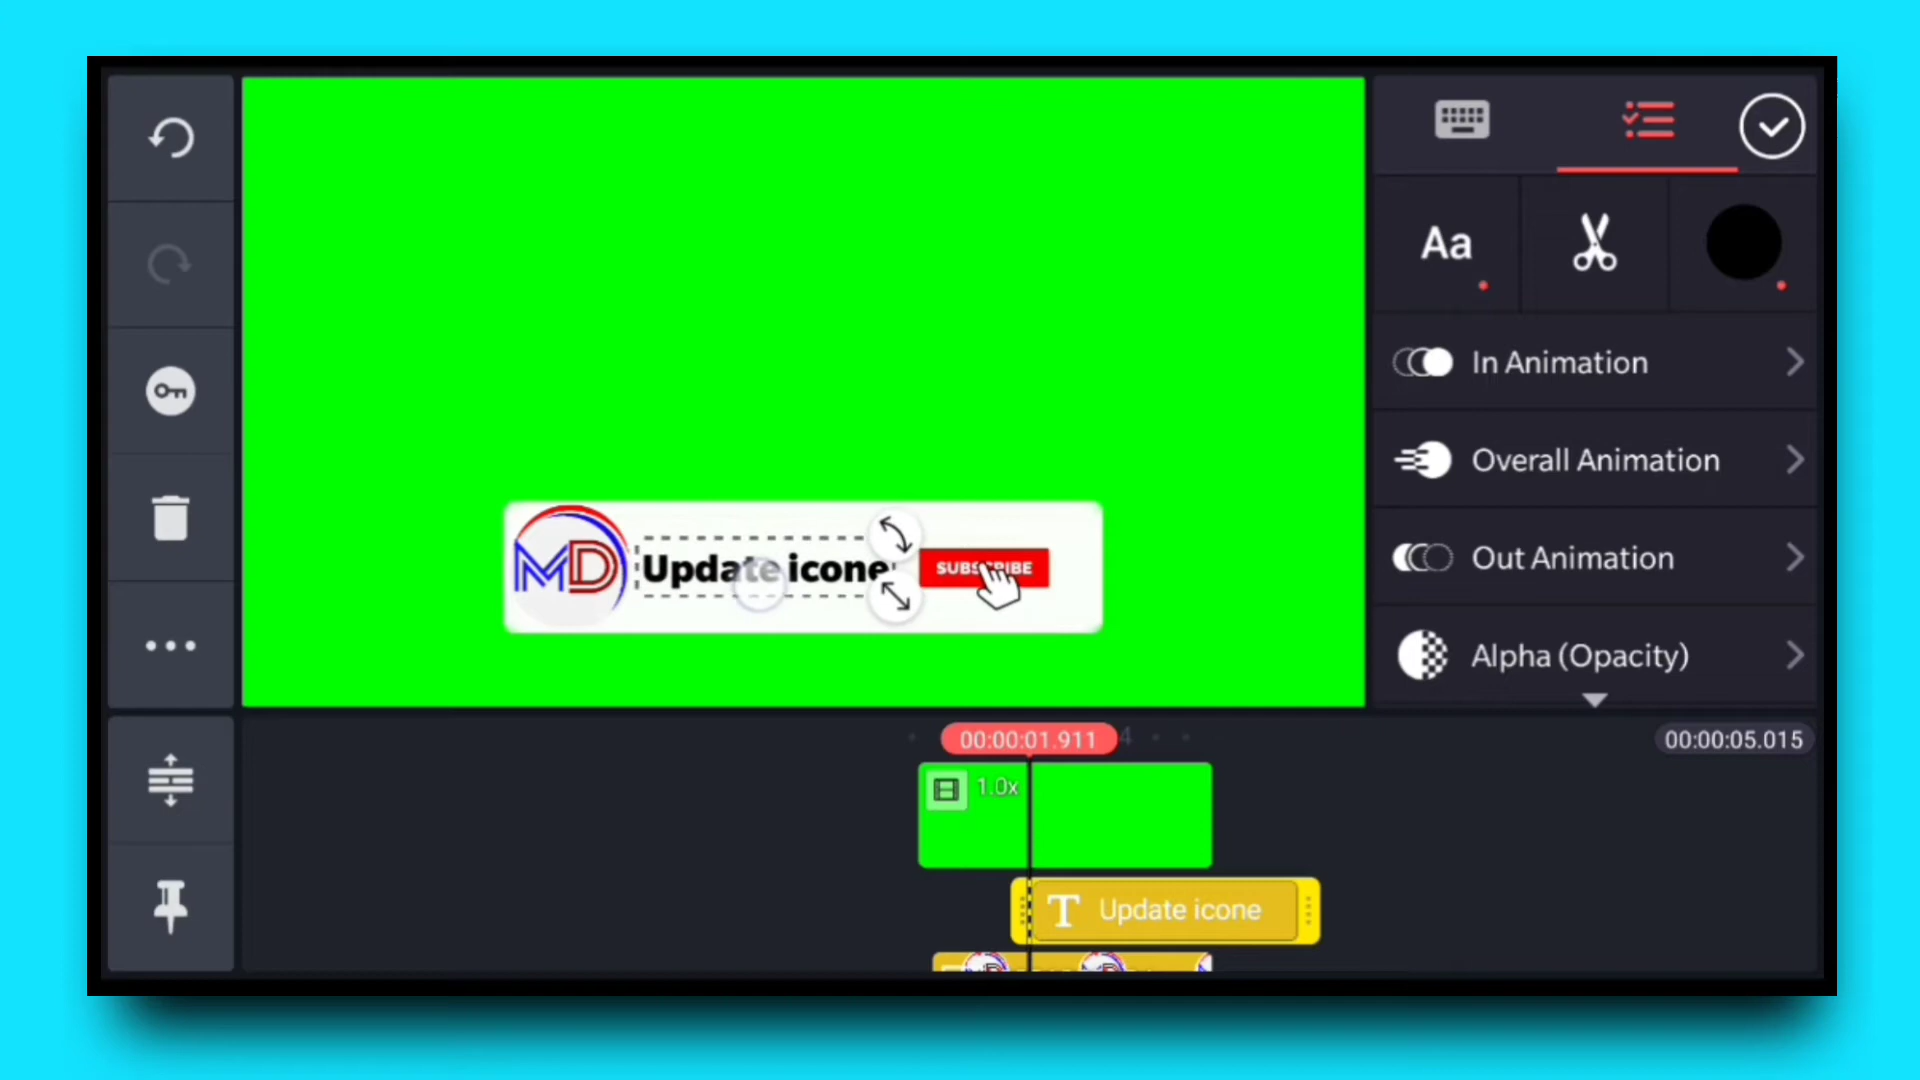 Aa
In Animation
Overall Animation
Out Animation
Alpha (Opacity)
MD Update icone SUBSCRIBE
00:00:01.911
4
00:00:05.015
1.0x
T Update icone